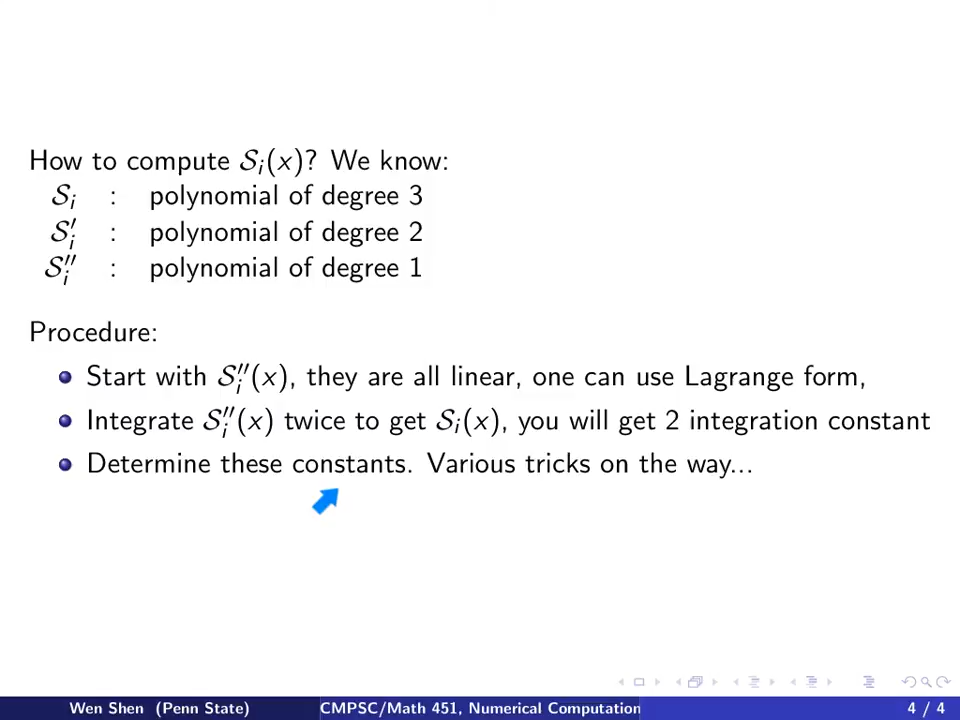 How to compute 𝒮ᵢ(x)? We know:
𝒮ᵢ : polynomial of degree 3
𝒮ᵢ′ : polynomial of degree 2
𝒮ᵢ″ : polynomial of degree 1
Procedure:
Start with 𝒮ᵢ″(x), they are all linear, one can use Lagrange form,
Integrate 𝒮ᵢ″(x) twice to get 𝒮ᵢ(x), you will get 2 integration constant
Determine these constants. Various tricks on the way...
Wen Shen (Penn State) CMPSC/Math 451, Numerical Computation 4 / 4